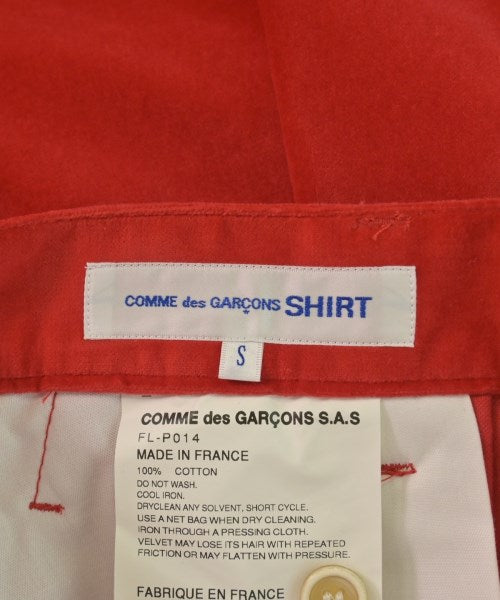 COMME des GARÇONS SHIRT
S
COMME des GARÇONS S.A.S
FL-P014
MADE IN FRANCE
100% COTTON
DO NOT WASH.
COOL IRON.
DRYCLEAN ANY SOLVENT, SHORT CYCLE.
USE A NET BAG WHEN DRY CLEANING.
IRON THROUGH A PRESSING CLOTH.
VELVET MAY LOSE ITS HAIR WITH REPEATED
FRICTION OR MAY FLATTEN WITH PRESSURE.
FABRIQUE EN FRANCE